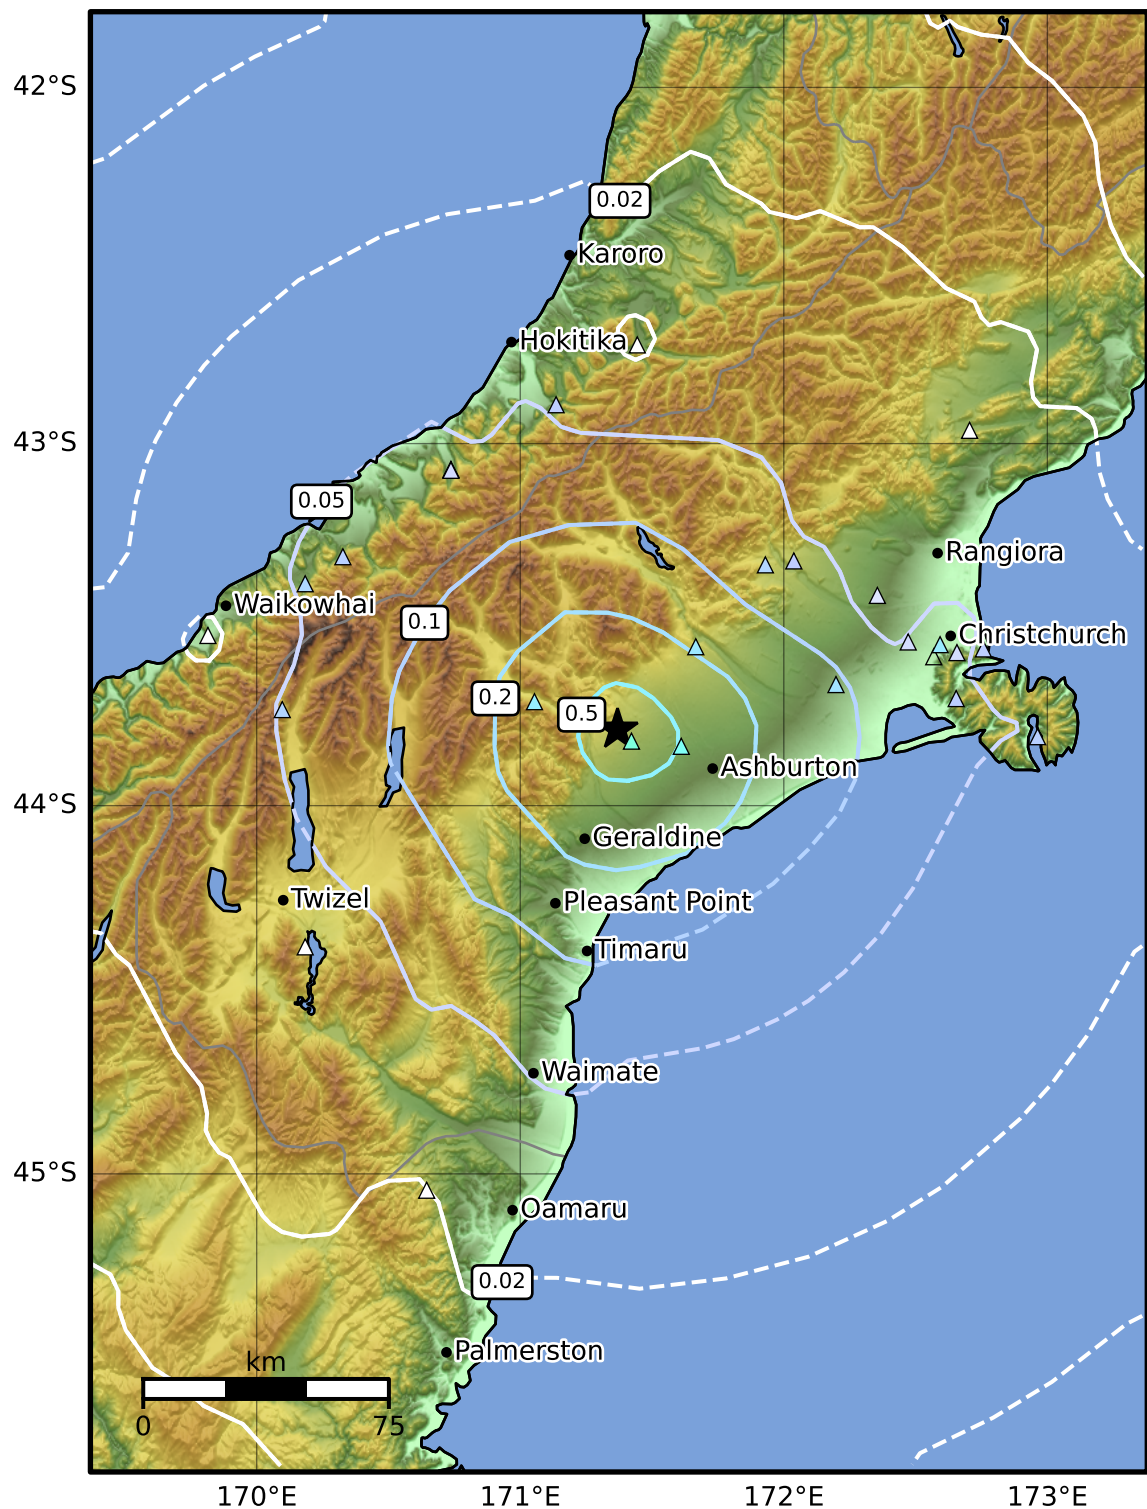 42°S
0.02
Karoro
Hokitika
43°S
0.05
Rangiora
Waikowhai
0.1
Christchurch
0.2
0.5
Ashburton
44°S
Geraldine
Twizel
Pleasant Point
Timaru
Waimate
45°S
Oamaru
0.02
Palmerston
km
0 75
170°E 171°E 172°E 173°E